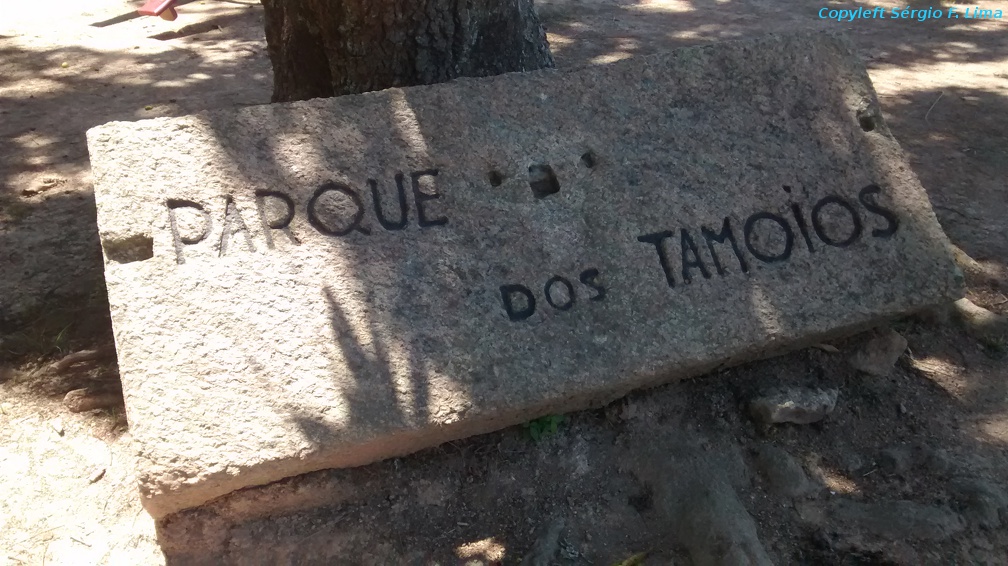 Copyleft Sérgio F. Lima
PARQUE
DOS
TAMOIOS